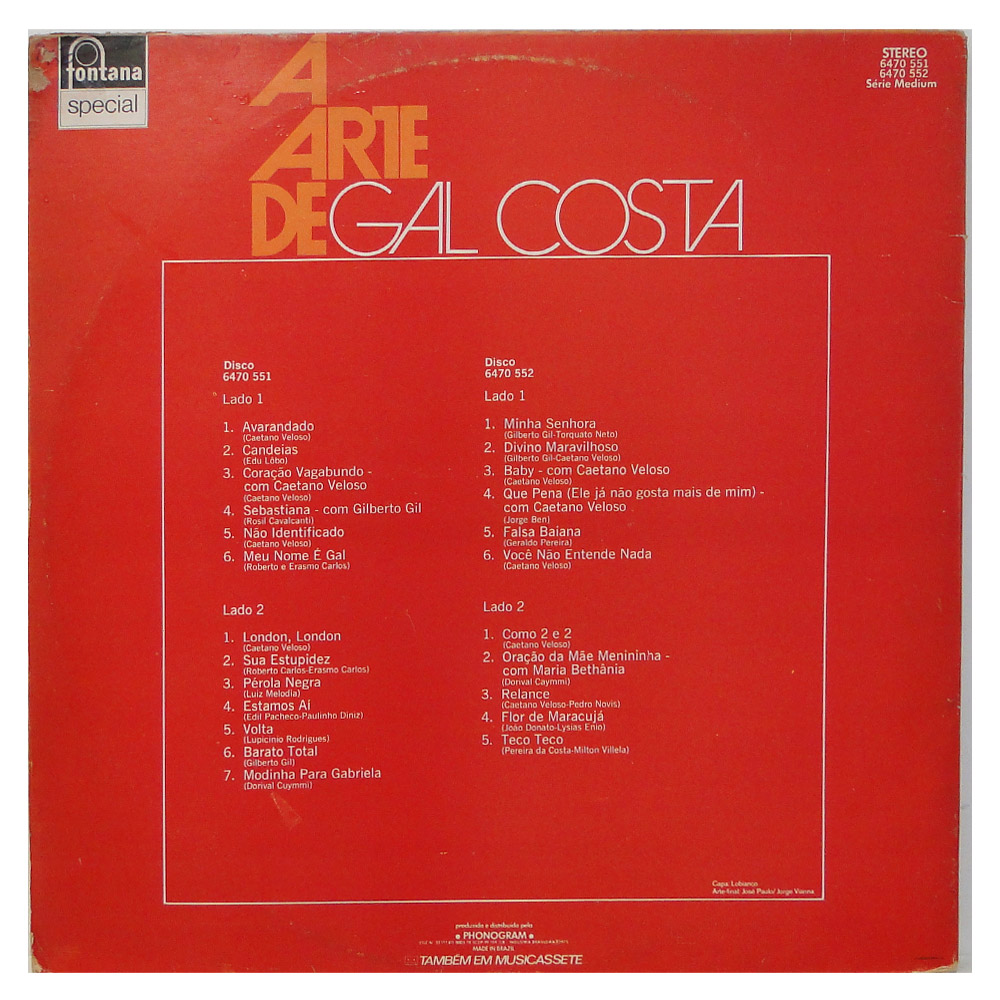 fontana
special
STEREO
6470 551
6470 552
Série Medium
A
ARTE
DE GAL COSTA
Disco
6470 551
Lado 1
1. Avarandado
(Caetano Veloso)
2. Candeias
(Edu Lôbo)
3. Coração Vagabundo -
com Caetano Veloso
(Caetano Veloso)
4. Sebastiana - com Gilberto Gil
(Rosil Cavalcanti)
5. Não Identificado
(Caetano Veloso)
6. Meu Nome É Gal
(Roberto e Erasmo Carlos)
Lado 2
1. London, London
(Caetano Veloso)
2. Sua Estupidez
(Roberto Carlos-Erasmo Carlos)
3. Pérola Negra
(Luiz Melodia)
4. Estamos Aí
(Edil Pacheco-Paulinho Diniz)
5. Volta
(Lupicínio Rodrigues)
6. Barato Total
(Gilberto Gil)
7. Modinha Para Gabriela
(Dorival Cuymmi)
Disco
6470 552
Lado 1
1. Minha Senhora
(Gilberto Gil-Torquato Neto)
2. Divino Maravilhoso
(Gilberto Gil-Caetano Veloso)
3. Baby - com Caetano Veloso
(Caetano Veloso)
4. Que Pena (Ele já não gosta mais de mim) -
com Caetano Veloso
(Jorge Ben)
5. Falsa Baiana
(Geraldo Pereira)
6. Você Não Entende Nada
(Caetano Veloso)
Lado 2
1. Como 2 e 2
(Caetano Veloso)
2. Oração da Mãe Menininha -
com Maria Bethânia
(Dorival Caymmi)
3. Relance
(Caetano Veloso-Pedro Novis)
4. Flor de Maracujá
(João Donato-Lysias Enio)
5. Teco Teco
(Pereira da Costa-Milton Villela)
Capa: Lobianco
Arte-final: José Paulo/Jorge Vianna
produzido e distribuído pela
• PHONOGRAM •
MADE IN BRAZIL
TAMBÉM EM MUSICASSETE